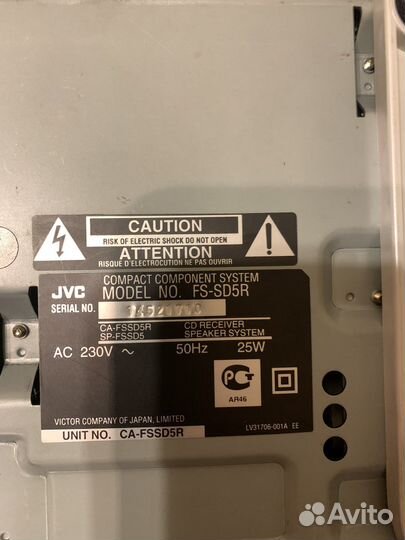 CAUTION
RISK OF ELECTRIC SHOCK DO NOT OPEN
ATTENTION
RISQUE D'ELECTROCUTION NE PAS OUVRIR
COMPACT COMPONENT SYSTEM
JVC MODEL NO. FS-SD5R
SERIAL NO.
CA-FSSD5R CD RECEIVER
SP-FSSD5 SPEAKER SYSTEM
AC 230V ~ 50Hz 25W
РСТ
АЯ46
VICTOR COMPANY OF JAPAN, LIMITED
LV31706-001A EE
UNIT NO. CA-FSSD5R
Avito